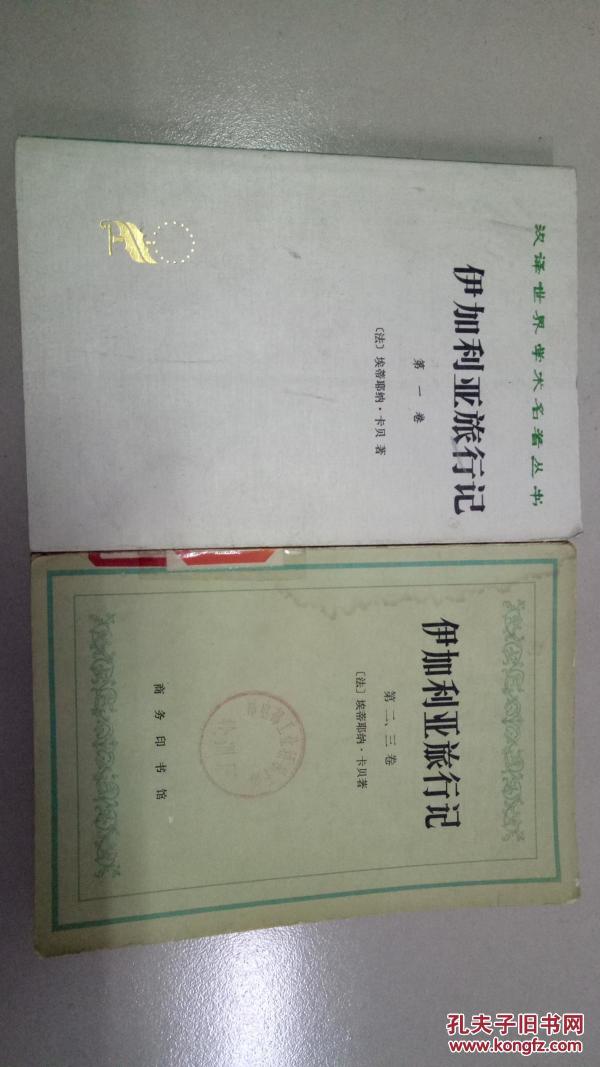 汉译世界学术名著丛书
伊加利亚旅行记
第一卷
〔法〕埃蒂耶纳·卡贝 著
伊加利亚旅行记
第二、三卷
〔法〕埃蒂耶纳·卡贝著
商务印书馆
孔夫子旧书网
www.kongfz.com